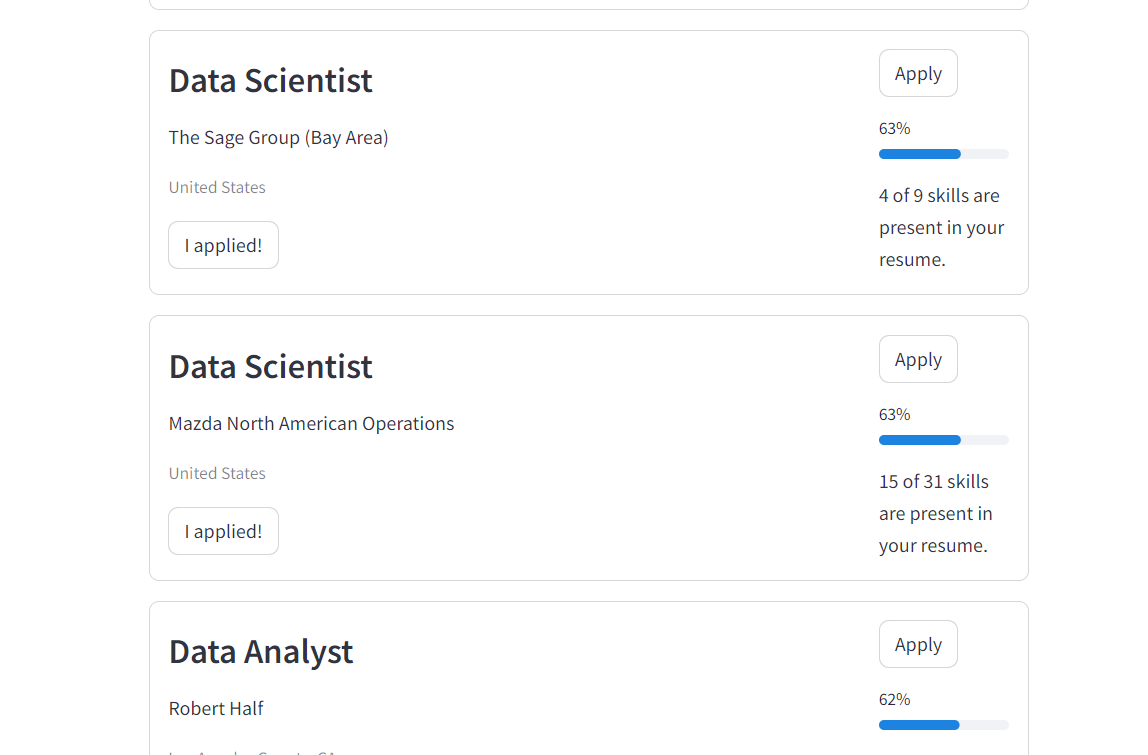 Data Scientist
Apply
The Sage Group (Bay Area)
63%
United States
4 of 9 skills are
present in your
resume.
I applied!
Data Scientist
Apply
Mazda North American Operations
63%
United States
15 of 31 skills
are present in
your resume.
I applied!
Data Analyst
Apply
Robert Half
62%